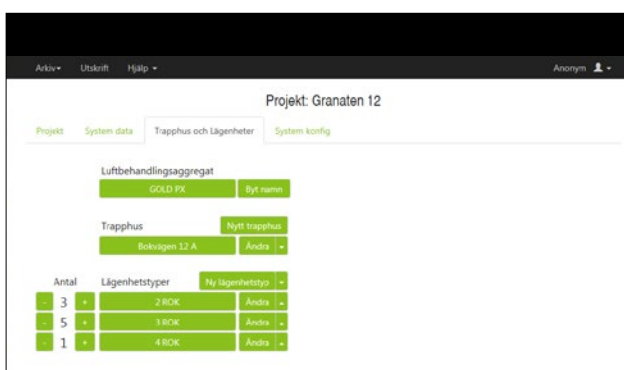 Arkiv Utskrift Hjälp Anonym
Projekt: Granaten 12
Projekt System data Trapphus och Lägenheter System konfig
Luftbehandlingsaggregat
GOLD PX Byt namn
Trapphus Nytt trapphus
Bokvägen 12 A Ändra
Antal Lägenhetstyper Ny lägenhetstyp
- 3 + 2 ROK Ändra
- 5 + 3 ROK Ändra
- 1 + 4 ROK Ändra